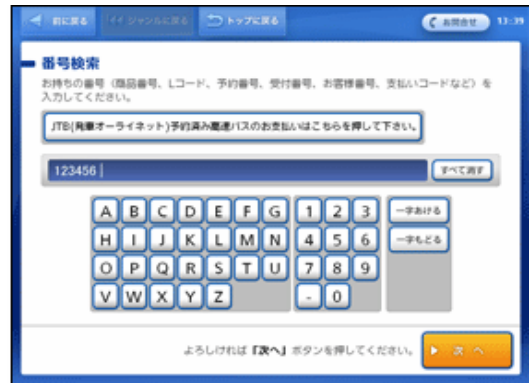 前に戻る ジャンルに戻る トップに戻る お問合せ 13:39
番号検索
お持ちの番号（商品番号、Lコード、予約番号、受付番号、お客様番号、支払いコードなど）を
入力してください。
JTB(発車オーライネット)予約済み高速バスのお支払いはこちらを押して下さい。
123456 すべて消す
A B C D E F G 1 2 3 一字あける
H I J K L M N 4 5 6 一字もどる
O P Q R S T U 7 8 9
V W X Y Z - 0
よろしければ「次へ」ボタンを押してください。 次へ